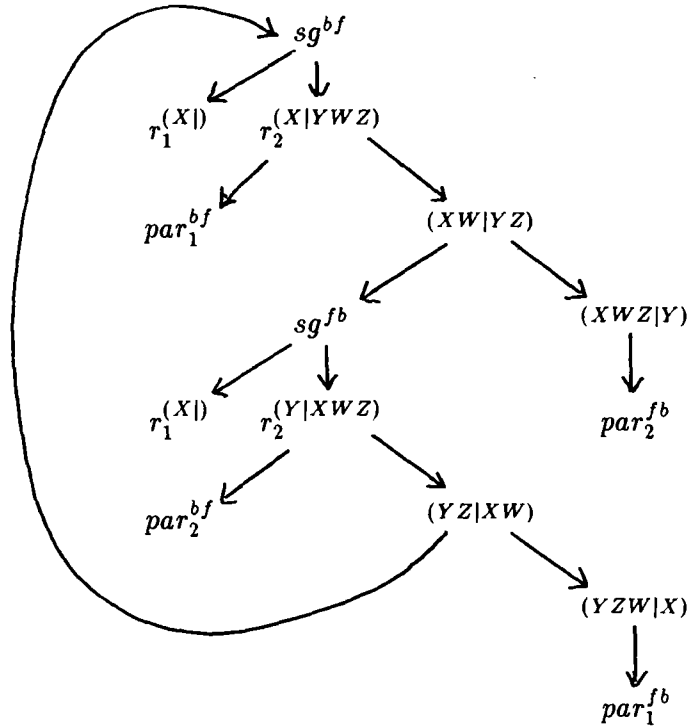 sg^{bf}
r_1^{(X|)} r_2^{(X|YWZ)}
par_1^{bf} (XW|YZ)
sg^{fb} (XWZ|Y)
r_1^{(X|)} r_2^{(Y|XWZ)} par_2^{fb}
par_2^{bf} (YZ|XW)
(YZW|X)
par_1^{fb}